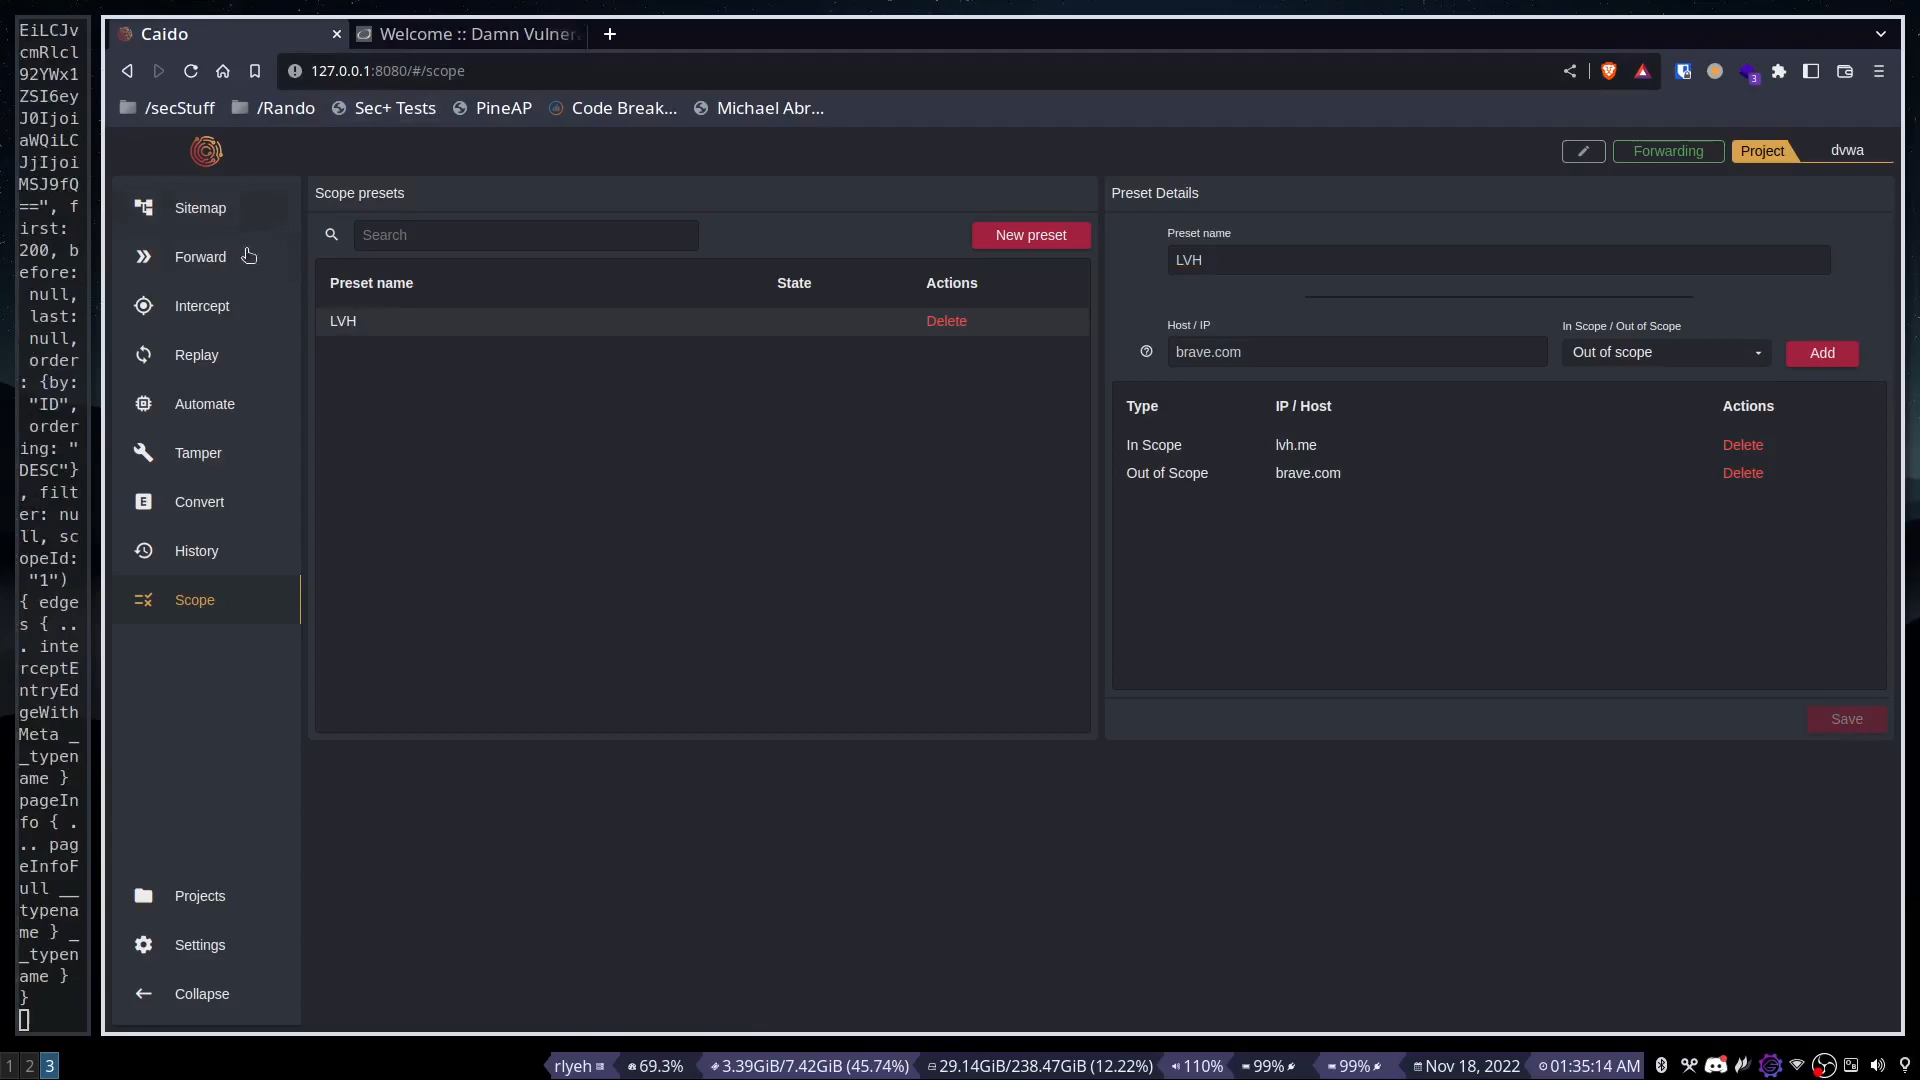 EiLCJv
cmRlcl
92YWx1
ZSI6ey
J0Ijoi
aWQiLC
JjIjoi
MSJ9fQ
==", f
irst:
200, b
efore:
null,
last:
null,
order
: {by:
"ID",
order
ing: "
DESC"}
, filt
er: nu
ll, sc
opeId:
"1")
{ edge
s { ..
. inte
rceptE
ntryEd
geWith
Meta _
_typen
ame }
pageIn
fo { .
.. pag
eInfoF
ull __
typena
me } _
_typen
ame }
}
Caido
Welcome :: Damn Vulner
127.0.0.1:8080/#/scope
3
/secStuff
/Rando
Sec+ Tests
PineAP
Code Break...
Michael Abr...
Forwarding
Project
dvwa
Sitemap
Forward
Intercept
Replay
Automate
Tamper
Convert
History
Scope
Projects
Settings
Collapse
Scope presets
Search
New preset
Preset name State Actions
LVH Delete
Preset Details
Preset name
LVH
Host / IP In Scope / Out of Scope
brave.com Out of scope Add
Type IP / Host Actions
In Scope lvh.me Delete
Out of Scope brave.com Delete
Save
1 2 3
rlyeh 69.3% 3.39GiB/7.42GiB (45.74%) 29.14GiB/238.47GiB (12.22%) 110% 99% 99% Nov 18, 2022 01:35:14 AM